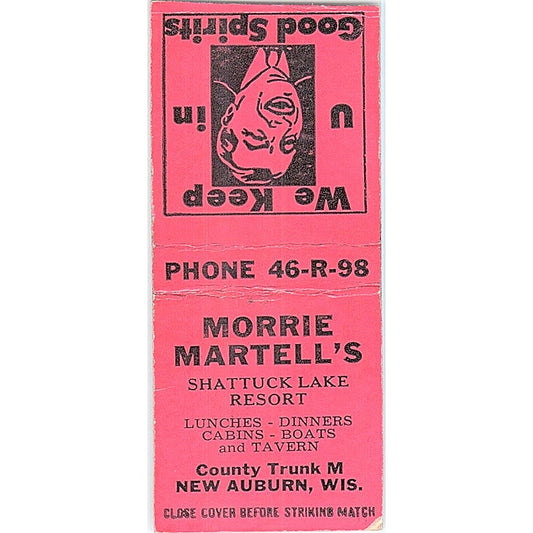 We Keep
U in
Good Spirits
PHONE 46-R-98
MORRIE
MARTELL'S
SHATTUCK LAKE
RESORT
LUNCHES - DINNERS
CABINS - BOATS
and TAVERN
County Trunk M
NEW AUBURN, WIS.
CLOSE COVER BEFORE STRIKING MATCH